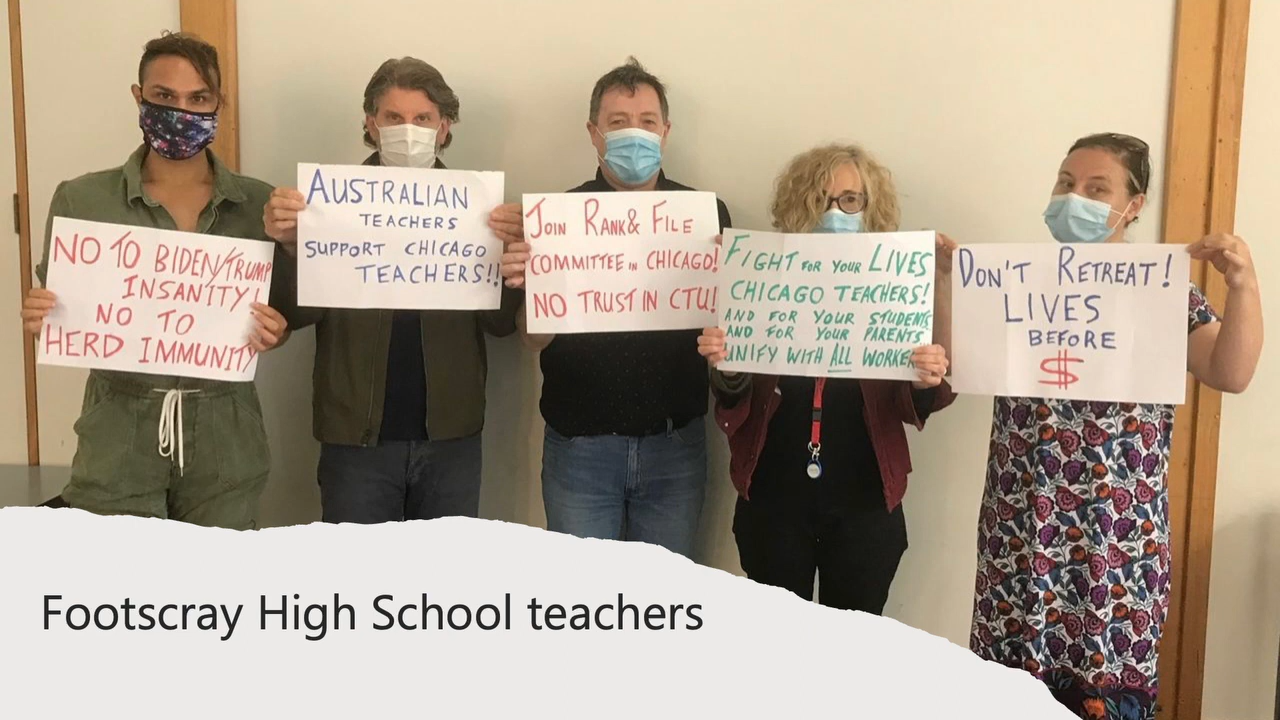 NO TO BIDEN/TRUMP
INSANITY!
NO TO
HERD IMMUNITY
AUSTRALIAN
TEACHERS
SUPPORT CHICAGO
TEACHERS!!
JOIN RANK & FILE
COMMITTEE IN CHICAGO!
NO TRUST IN CTU!
FIGHT FOR YOUR LIVES
CHICAGO TEACHERS!
AND FOR YOUR STUDENTS
AND FOR YOUR PARENTS
UNIFY WITH ALL
DON'T RETREAT!
LIVES
BEFORE
$
Footscray High School teachers